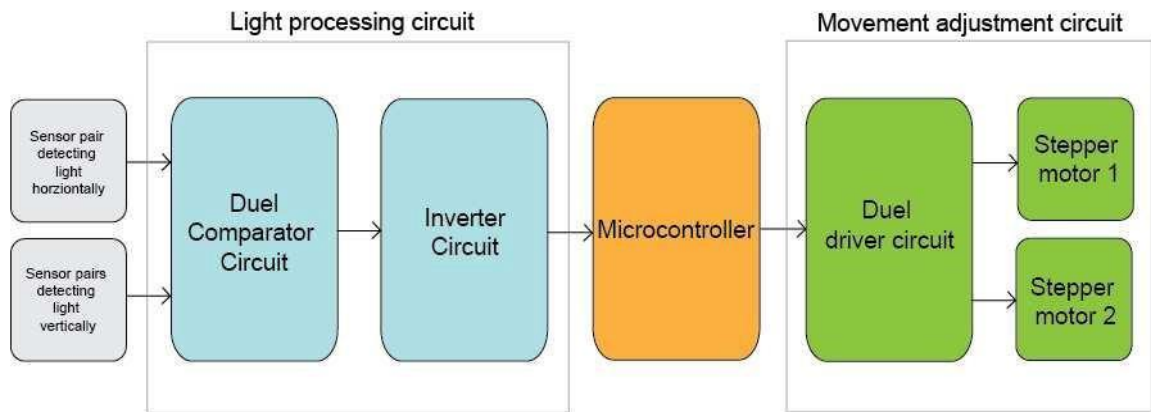 Light processing circuit
Movement adjustment circuit
Sensor pair
detecting
light
horziontally
Sensor pairs
detecting
light
vertically
Duel
Comparator
Circuit
Inverter
Circuit
Microcontroller
Duel
driver circuit
Stepper
motor 1
Stepper
motor 2